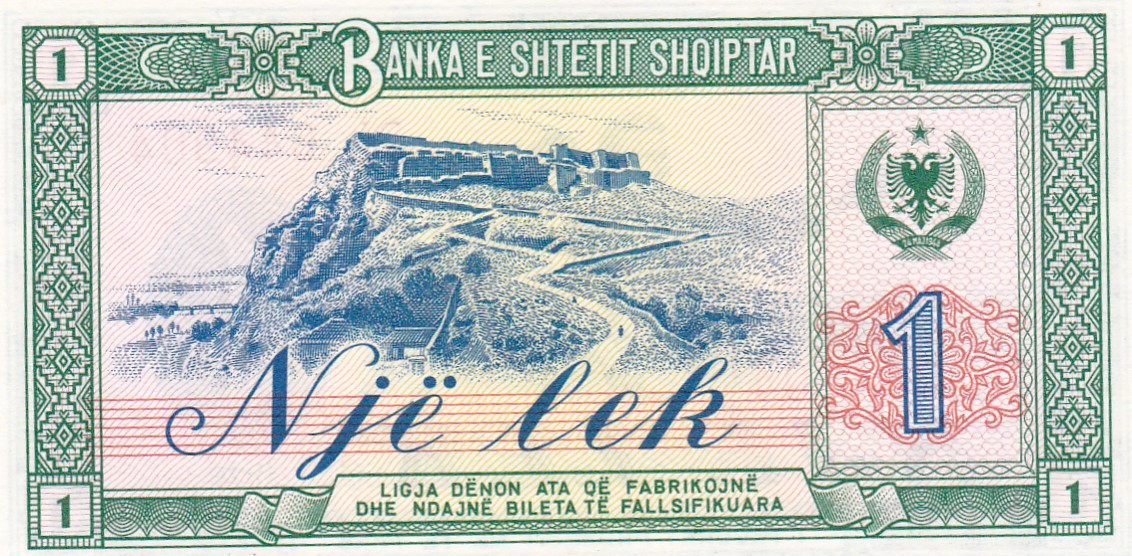 1 BANKA E SHTETIT SHQIPTAR 1
Një lek
1
1 LIGJA DËNON ATA QË FABRIKOJNË 1
DHE NDAJNË BILETA TË FALLSIFIKUARA